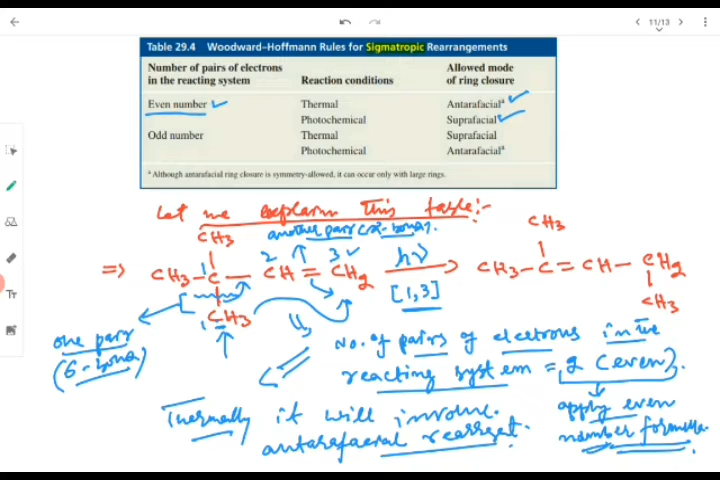 11/13
Table 29.4 Woodward–Hoffmann Rules for Sigmatropic Rearrangements
Number of pairs of electrons in the reacting system Reaction conditions Allowed mode of ring closure
Even number Thermal Antarafacialᵃ
Photochemical Suprafacial
Odd number Thermal Suprafacial
Photochemical Antarafacialᵃ
ᵃ Although antarafacial ring closure is symmetry-allowed, it can occur only with large rings.
Let me explain this table:-
another pair (π-bond).
CH3 2 3 hν CH3
⇒ CH3 – C – CH = CH2 → CH3 – C = CH – CH2
[1,3]
CH3 CH3
one pair
(σ-bond)
No. of pairs of electrons in the
reacting system = 2 (even).
Thermally it will involve
antarafacial
apply even
number formula.